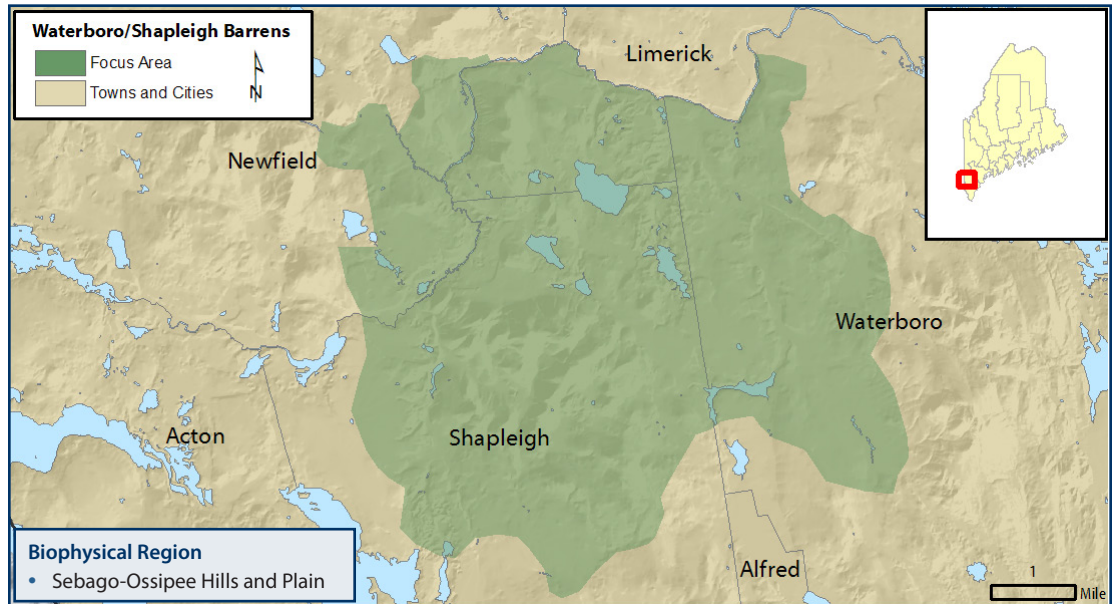 Waterboro/Shapleigh Barrens
Focus Area
Towns and Cities
N
Limerick
Newfield
Waterboro
Acton
Shapleigh
Alfred
Biophysical Region
• Sebago-Ossipee Hills and Plain
1
Mile